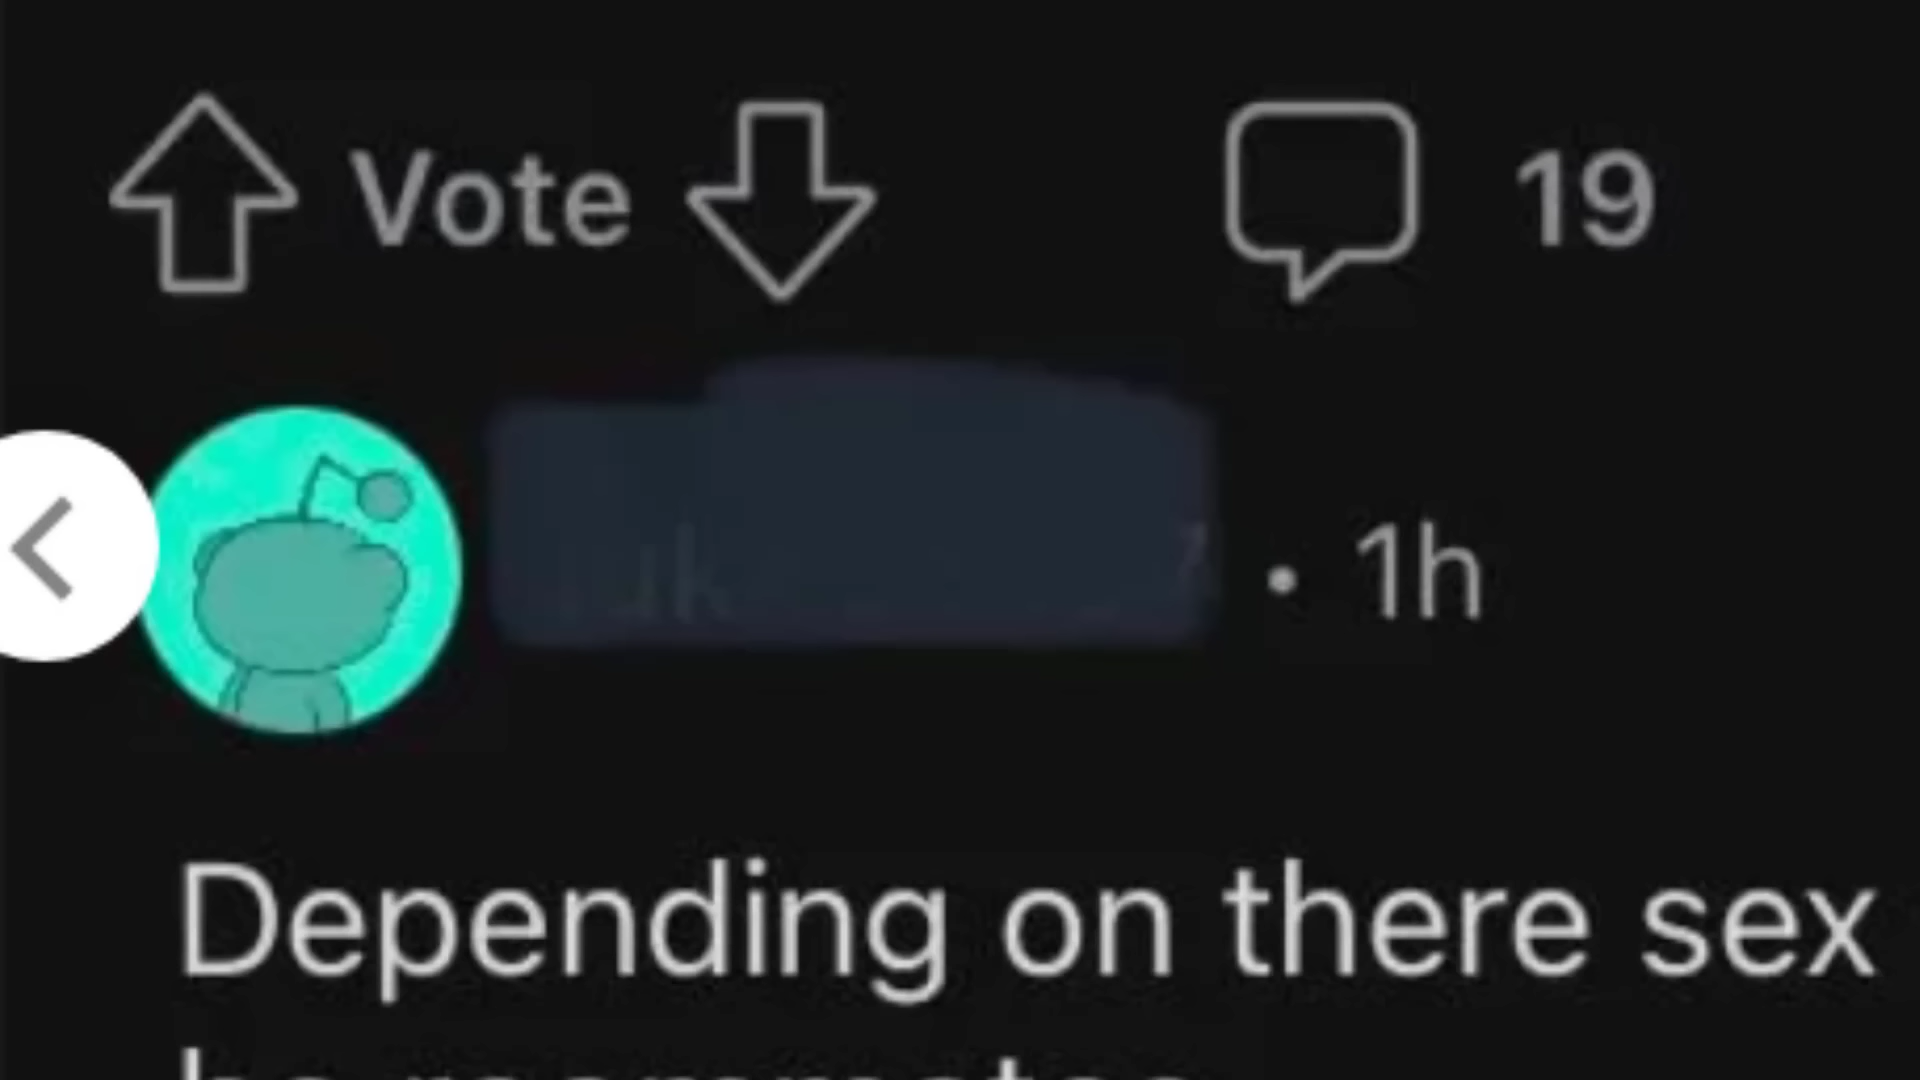 Vote 19
• 1h
Depending on there sex